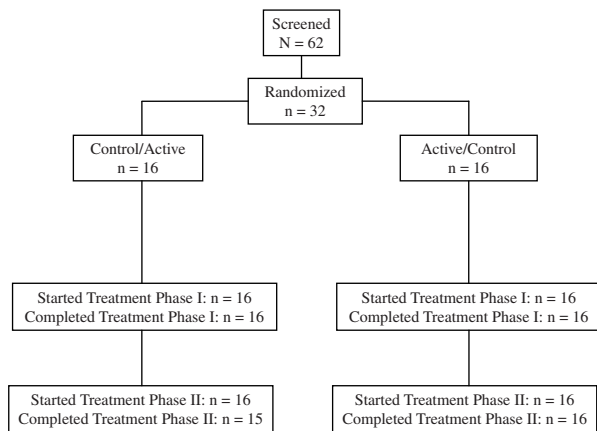 Screened
N = 62
Randomized
n = 32
Control/Active
n = 16
Active/Control
n = 16
Started Treatment Phase I: n = 16
Completed Treatment Phase I: n = 16
Started Treatment Phase I: n = 16
Completed Treatment Phase I: n = 16
Started Treatment Phase II: n = 16
Completed Treatment Phase II: n = 15
Started Treatment Phase II: n = 16
Completed Treatment Phase II: n = 16